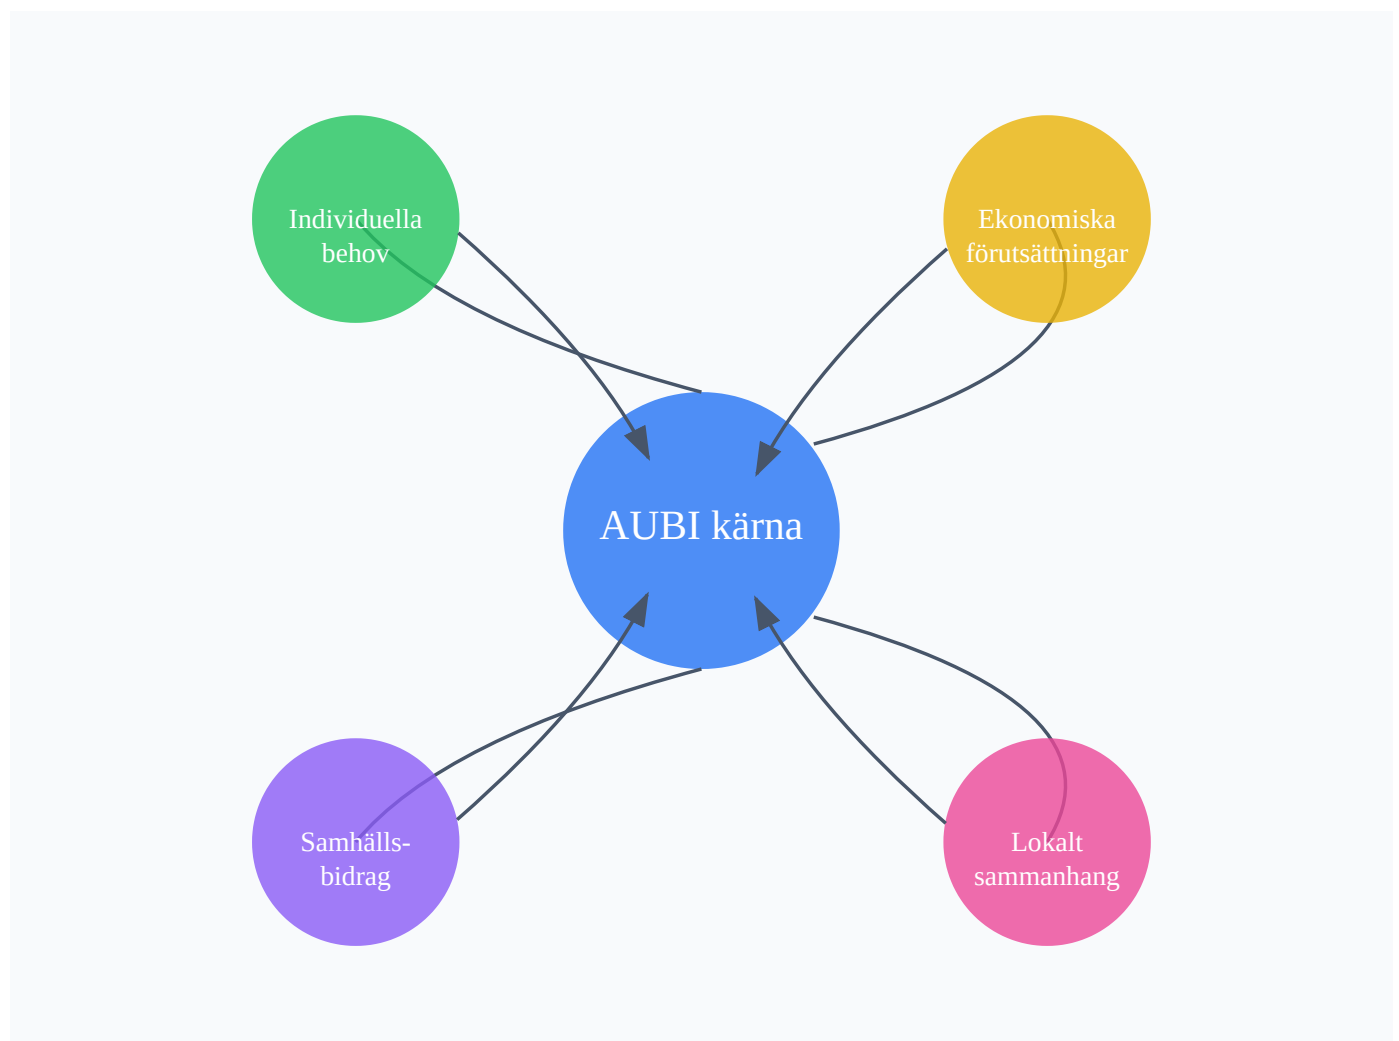 Individuella
behov
Ekonomiska
förutsättningar
AUBI kärna
Samhälls-
bidrag
Lokalt
sammanhang